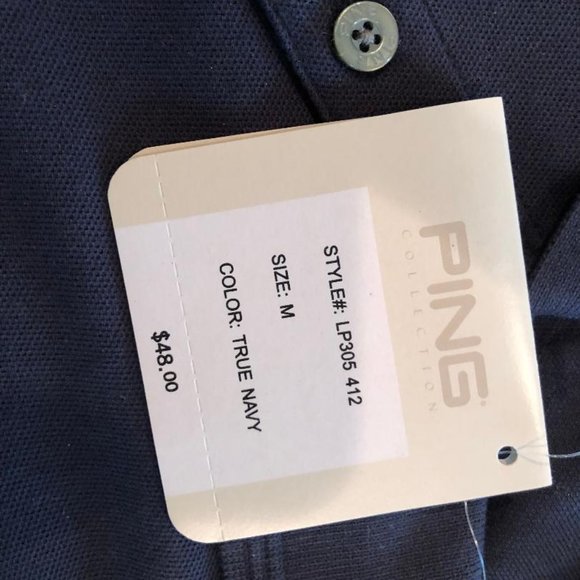 PING
COLLECTION
STYLE#: LP305 412
SIZE: M
COLOR: TRUE NAVY
$48.00